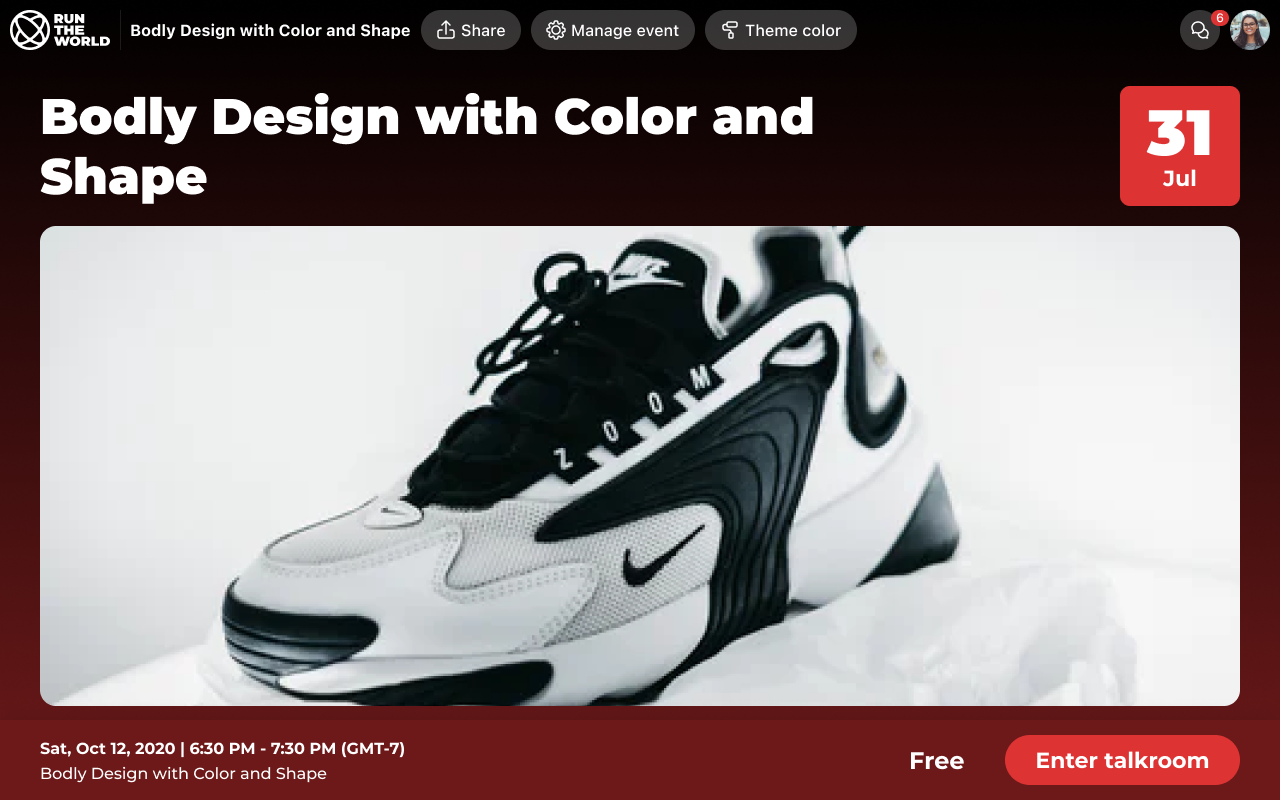 RUN
THE
WORLD
Bodly Design with Color and Shape
Share
Manage event
Theme color
6
Bodly Design with Color and
Shape
31
Jul
NIKE
ZOOM
Sat, Oct 12, 2020 | 6:30 PM - 7:30 PM (GMT-7)
Bodly Design with Color and Shape
Free
Enter talkroom